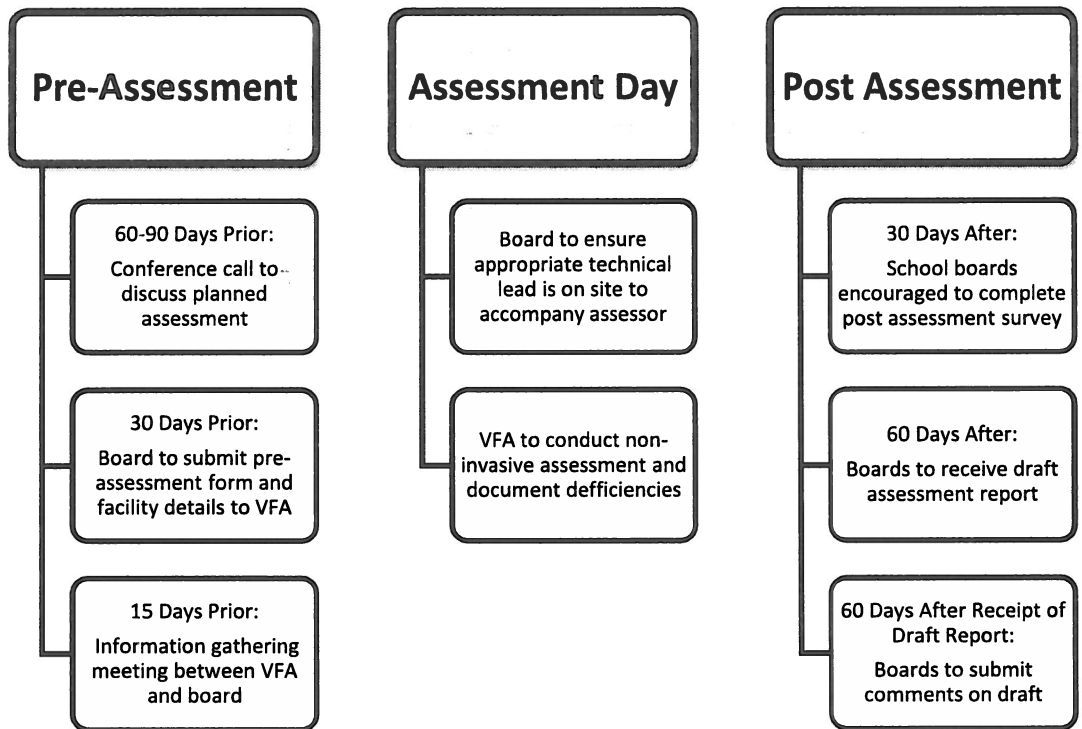 Pre-Assessment
60-90 Days Prior:
Conference call to
discuss planned
assessment
30 Days Prior:
Board to submit pre-
assessment form and
facility details to VFA
15 Days Prior:
Information gathering
meeting between VFA
and board
Assessment Day
Board to ensure
appropriate technical
lead is on site to
accompany assessor
VFA to conduct non-
invasive assessment and
document defficiencies
Post Assessment
30 Days After:
School boards
encouraged to complete
post assessment survey
60 Days After:
Boards to receive draft
assessment report
60 Days After Receipt of
Draft Report:
Boards to submit
comments on draft